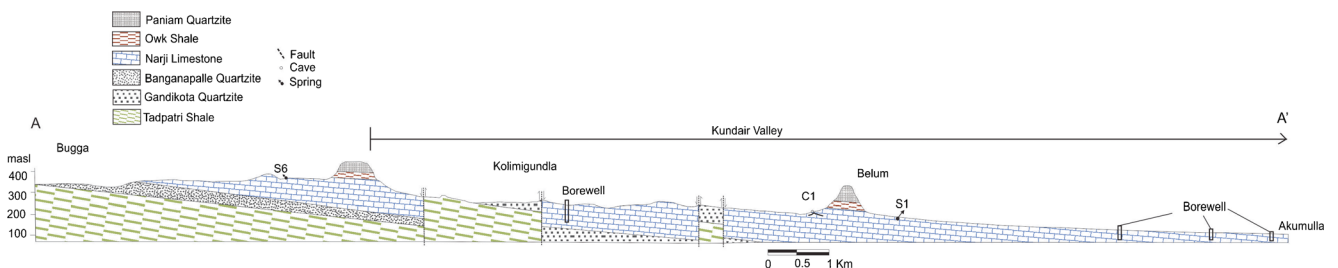 Paniam Quartzite
Owk Shale
Narji Limestone
Banganapalle Quartzite
Gandikota Quartzite
Tadpatri Shale
Fault
Cave
Spring
A
A'
Kundair Valley
Bugga
masl
400
300
200
100
S6
Kolimigundla
Borewell
Belum
C1
S1
Borewell
Akumulla
0 0.5 1 Km